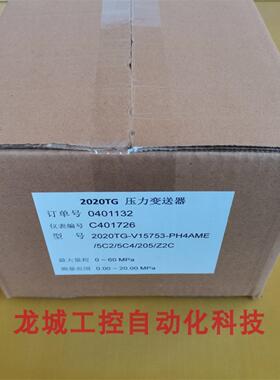 2020TG 压力变送器
订单号 0401132
仪表编号 C401726
型 号 2020TG-V15753-PH4AME
/5C2/5C4/205/Z2C
最大量程 0~60 MPa
测量范围 0.00~20.00 MPa
龙城工控自动化科技